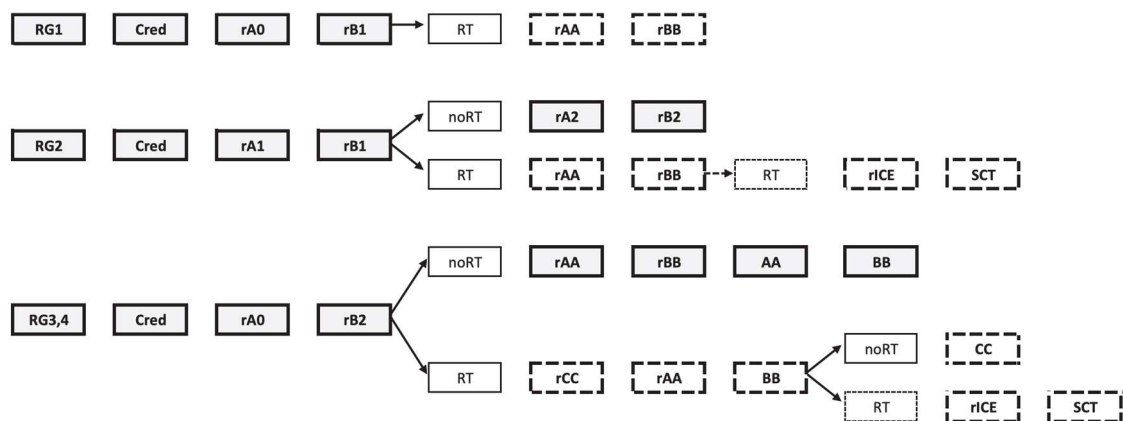 RG1 Cred rA0 rB1 RT rAA rBB
noRT rA2 rB2
RG2 Cred rA1 rB1
RT rAA rBB RT rICE SCT
noRT rAA rBB AA BB
RG3,4 Cred rA0 rB2
noRT CC
RT rCC rAA BB
RT rICE SCT